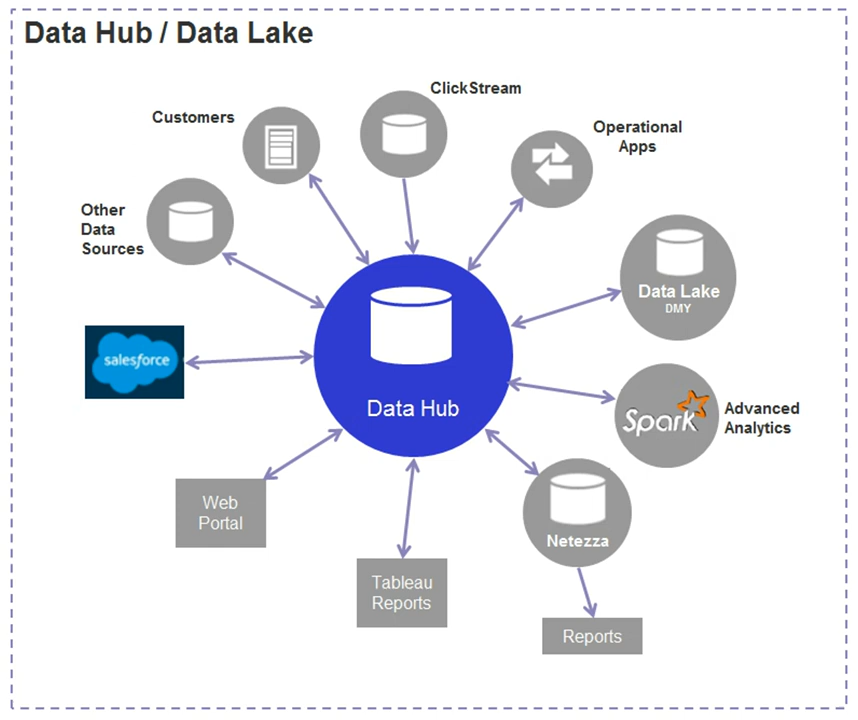 Data Hub / Data Lake
ClickStream
Customers
Operational
Apps
Other
Data
Sources
Data Lake
DMY
salesforce
Data Hub
Spark
Advanced
Analytics
Web
Portal
Netezza
Tableau
Reports
Reports